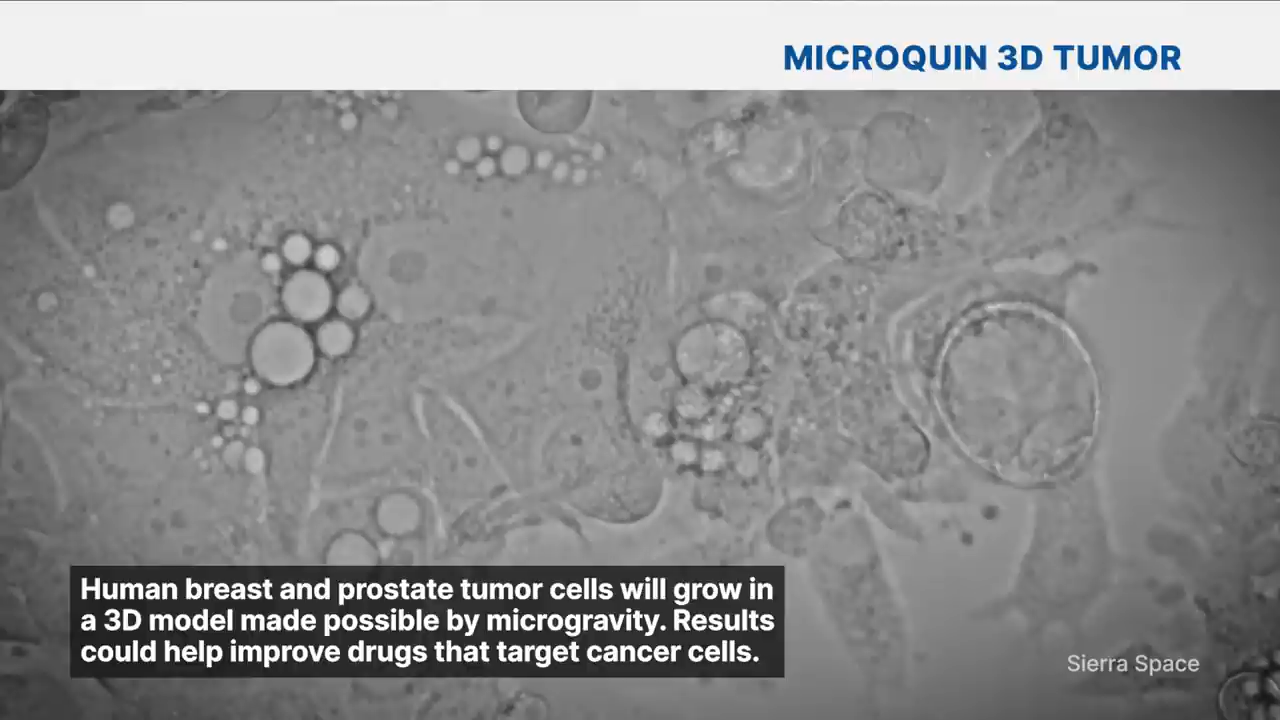 MICROQUIN 3D TUMOR
Human breast and prostate tumor cells will grow in
a 3D model made possible by microgravity. Results
could help improve drugs that target cancer cells.
Sierra Space